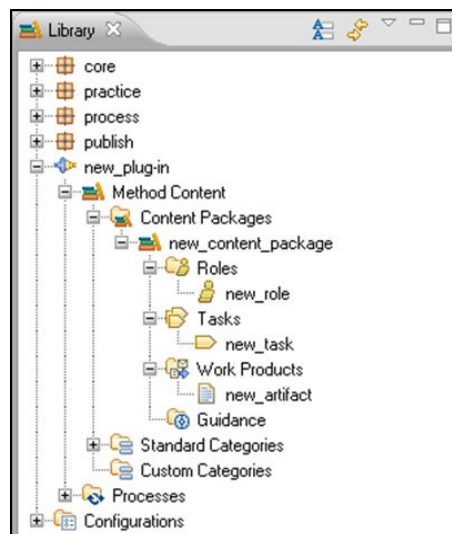 Library
core
practice
process
publish
new_plug-in
Method Content
Content Packages
new_content_package
Roles
new_role
Tasks
new_task
Work Products
new_artifact
Guidance
Standard Categories
Custom Categories
Processes
Configurations